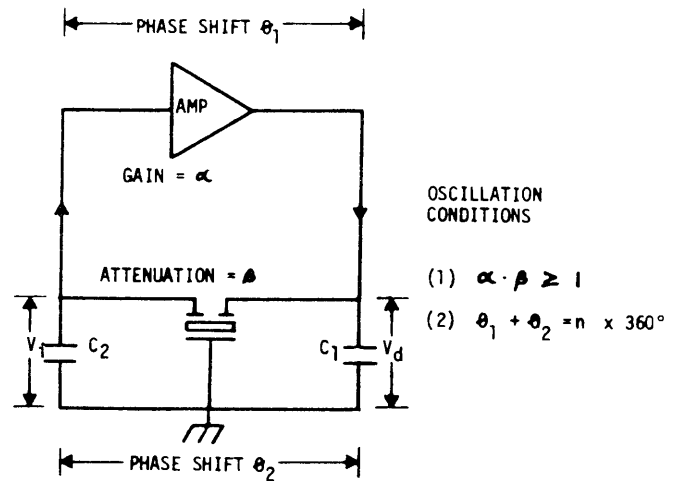 PHASE SHIFT θ₁
AMP
GAIN = α
OSCILLATION
CONDITIONS
ATTENUATION = β
(1) α · β ≥ 1
(2) θ₁ + θ₂ = n x 360°
V₁ C₂ C₁ V_d
PHASE SHIFT θ₂